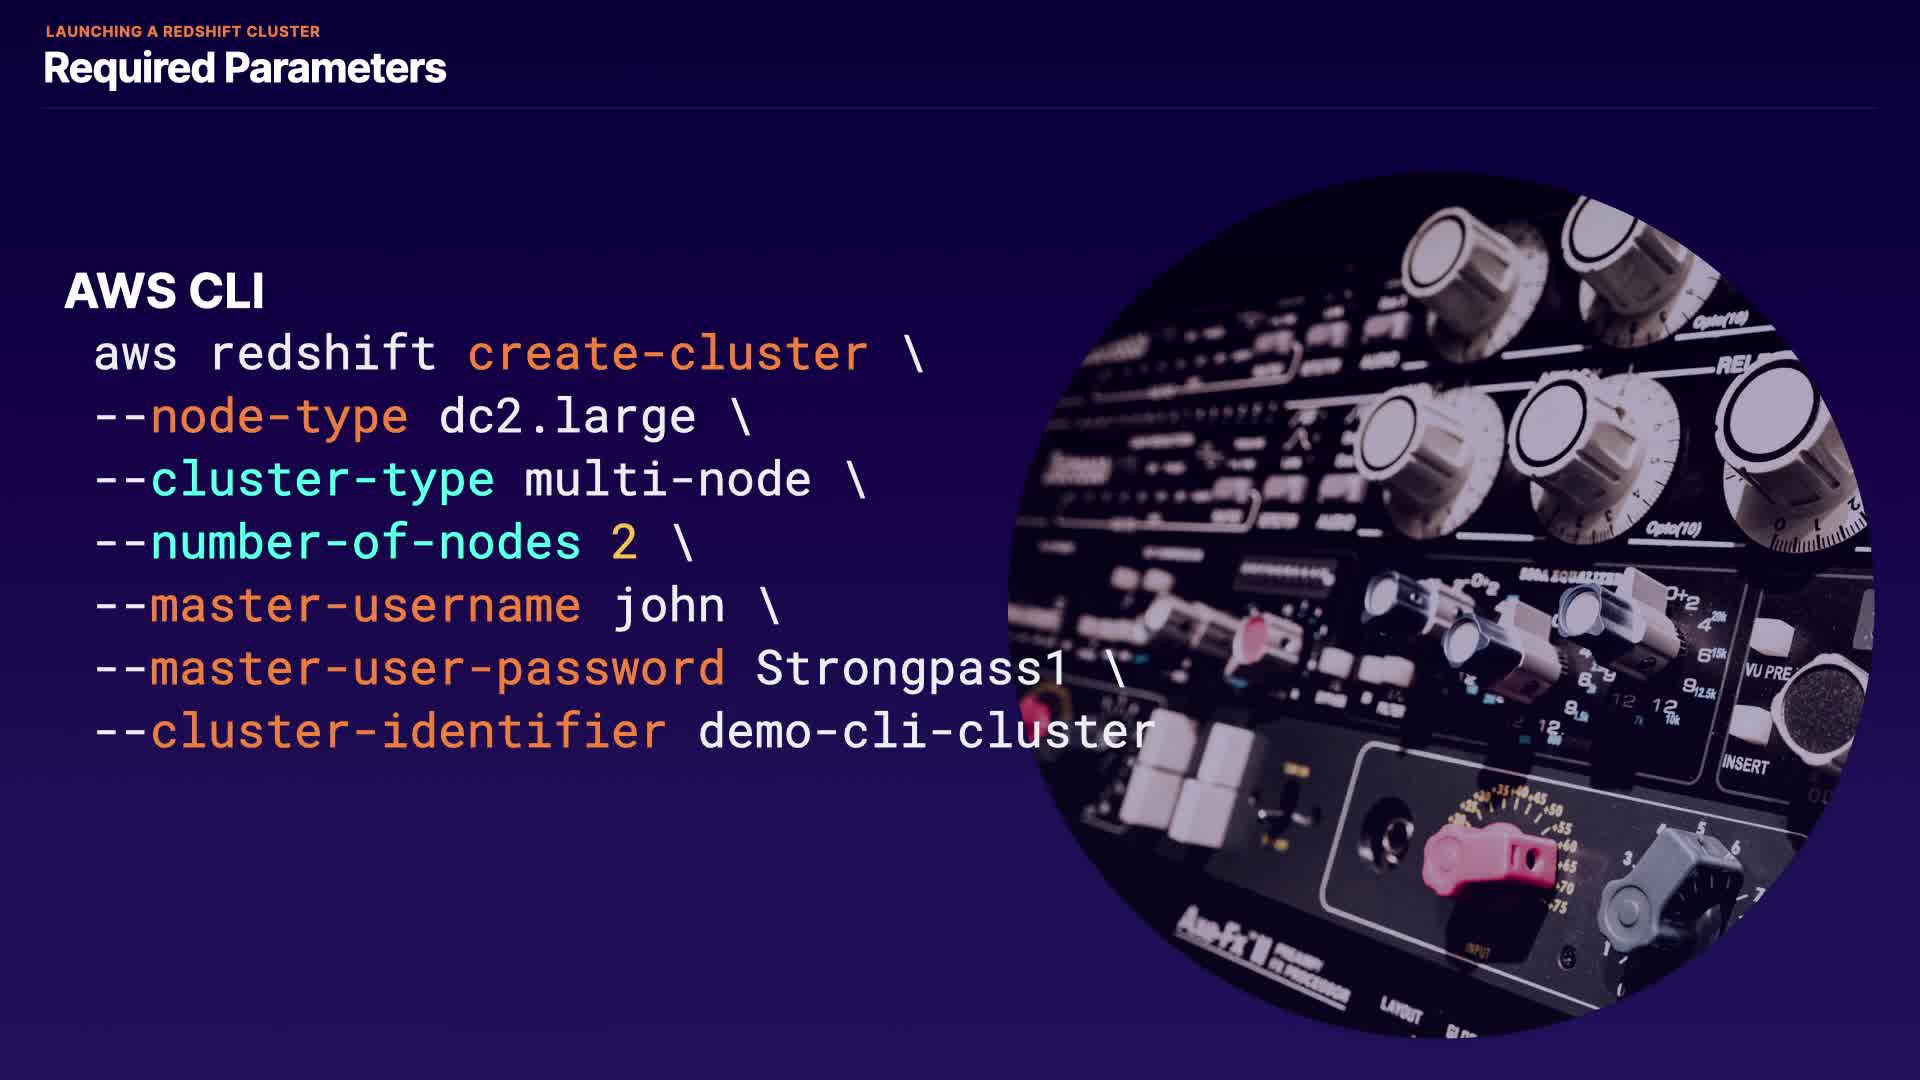 LAUNCHING A REDSHIFT CLUSTER
Required Parameters
AWS CLI
aws redshift create-cluster \
--node-type dc2.large \
--cluster-type multi-node \
--number-of-nodes 2 \
--master-username john \
--master-user-password Strongpass1 \
--cluster-identifier demo-cli-cluster
Opto(10)
Opto(10)
VU PRE
INSERT
INPUT
LAYOUT